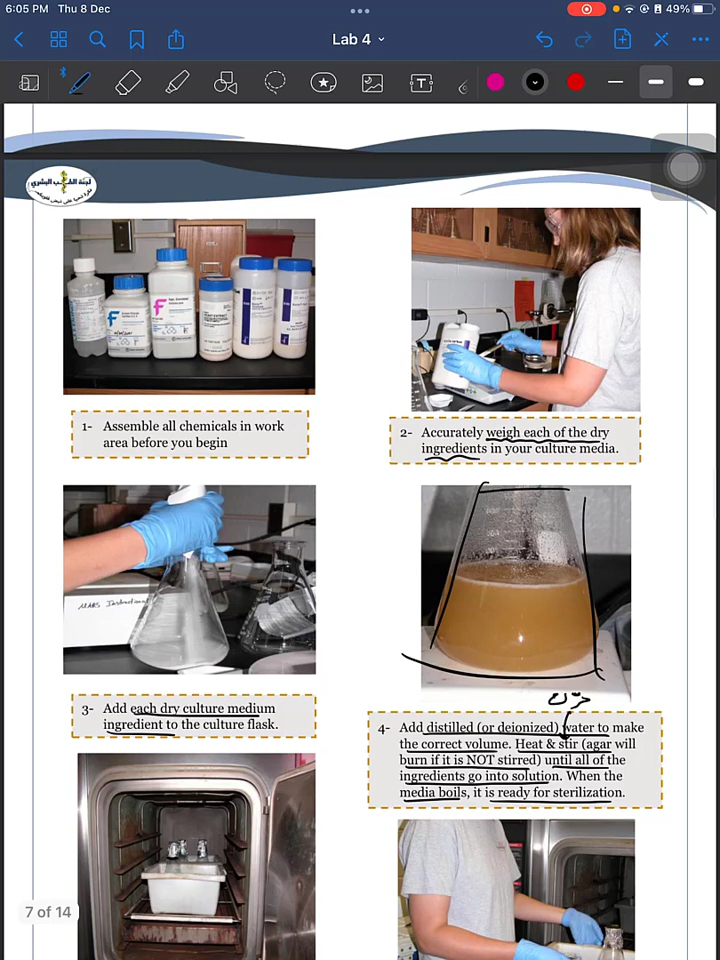 6:05 PM Thu 8 Dec
49%
Lab 4
T
لجنة الطب البشري
1- Assemble all chemicals in work
area before you begin
2- Accurately weigh each of the dry
ingredients in your culture media.
3- Add each dry culture medium
ingredient to the culture flask.
4- Add distilled (or deionized) water to make
the correct volume. Heat & stir (agar will
burn if it is NOT stirred) until all of the
ingredients go into solution. When the
media boils, it is ready for sterilization.
7 of 14